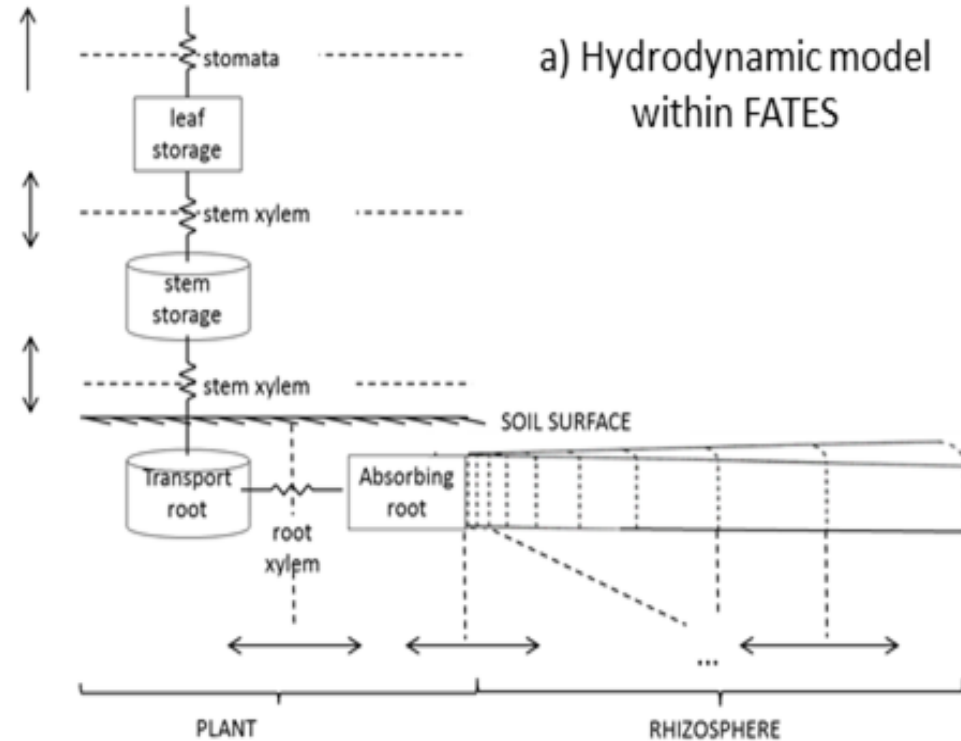 a) Hydrodynamic model
within FATES
stomata
leaf
storage
stem xylem
stem
storage
stem xylem
SOIL SURFACE
Transport
root
Absorbing
root
root
xylem
...
PLANT
RHIZOSPHERE